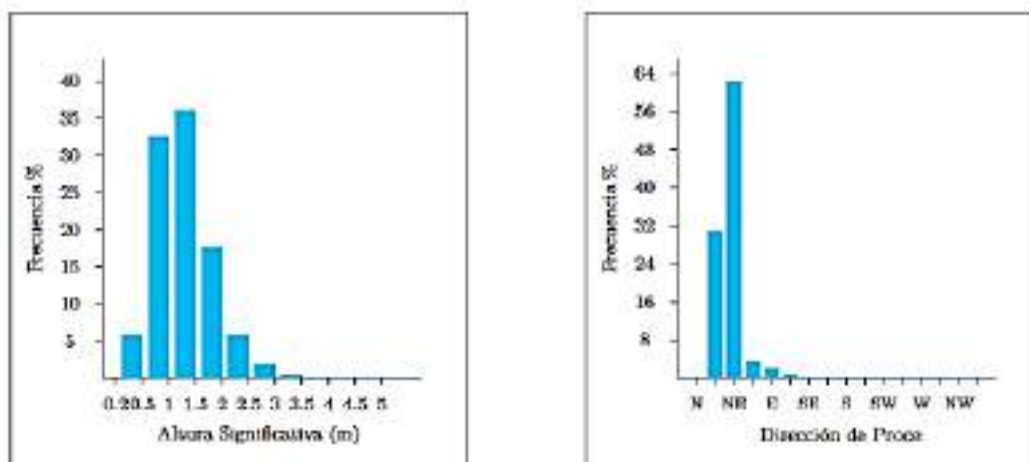 40
35
30
25
20
15
10
5
Frecuencia %
0.2 0.5 1 1.5 2 2.5 3 3.5 4 4.5 5
Altura Significativa (m)
64
56
48
40
32
24
16
8
Frecuencia %
N NE E SE S SW W NW
Dirección de Proce